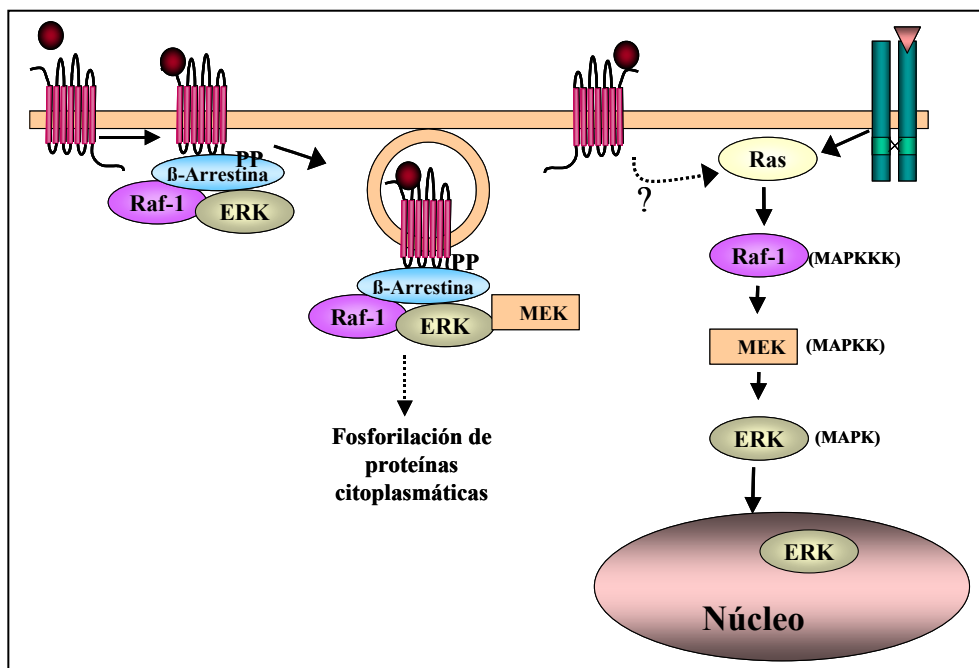 PP
ß-Arrestina
Raf-1
ERK
PP
ß-Arrestina
Raf-1
ERK
MEK
Fosforilación de
proteínas
citoplasmáticas
?
Ras
Raf-1 (MAPKKK)
MEK (MAPKK)
ERK (MAPK)
ERK
Núcleo